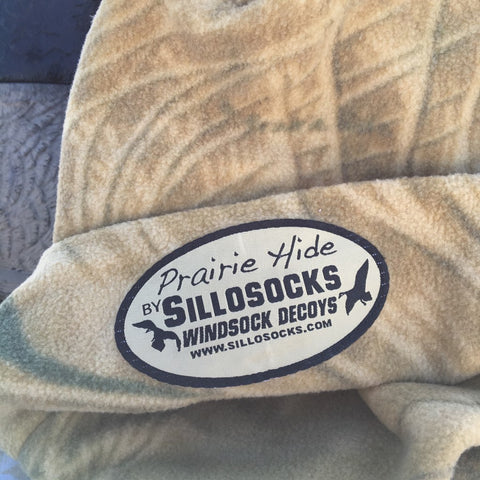 Prairie Hide
BY SILLOSOCKS
WINDSOCK DECOYS
WWW.SILLOSOCKS.COM